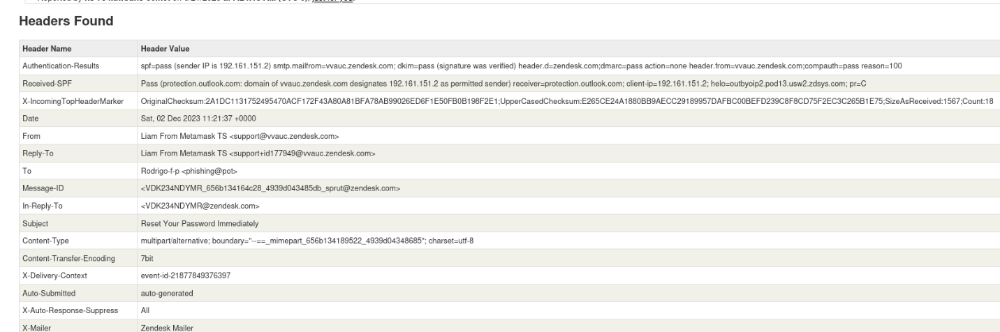 Headers Found
Header Name Header Value
Authentication-Results spf=pass (sender IP is 192.161.151.2) smtp.mailfrom=vvauc.zendesk.com; dkim=pass (signature was verified) header.d=zendesk.com;dmarc=pass action=none header.from=vvauc.zendesk.com;compauth=pass reason=100
Received-SPF Pass (protection.outlook.com: domain of vvauc.zendesk.com designates 192.161.151.2 as permitted sender) receiver=protection.outlook.com; client-ip=192.161.151.2; helo=outbyoip2.pod13.usw2.zdsys.com; pr=C
X-IncomingTopHeaderMarker OriginalChecksum:2A1DC1131752495470ACF172F43A80A81BFA78AB99026ED6F1E50FB0B198F2E1;UpperCasedChecksum:E265CE24A1880BB9AECC29189957DAFBC00BEFD239C8F8CD75F2EC3C265B1E75;SizeAsReceived:1567;Count:18
Date Sat, 02 Dec 2023 11:21:37 +0000
From Liam From Metamask TS <support@vvauc.zendesk.com>
Reply-To Liam From Metamask TS <support+id177949@vvauc.zendesk.com>
To Rodrigo-f-p <phishing@pot>
Message-ID <VDK234NDYMR_656b134164c28_4939d043485db_sprut@zendesk.com>
In-Reply-To <VDK234NDYMR@zendesk.com>
Subject Reset Your Password Immediately
Content-Type multipart/alternative; boundary="--==_mimepart_656b134189522_4939d04348685"; charset=utf-8
Content-Transfer-Encoding 7bit
X-Delivery-Context event-id-21877849376397
Auto-Submitted auto-generated
X-Auto-Response-Suppress All
X-Mailer Zendesk Mailer